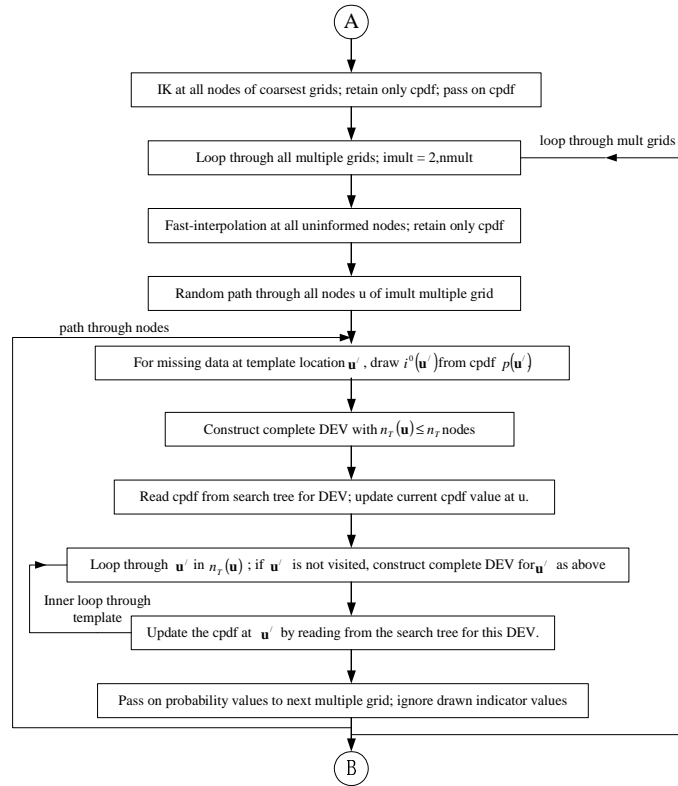 A
IK at all nodes of coarsest grids; retain only cpdf; pass on cpdf
loop through mult grids
Loop through all multiple grids; imult = 2,nmult
Fast-interpolation at all uninformed nodes; retain only cpdf
Random path through all nodes u of imult multiple grid
path through nodes
For missing data at template location u′ , draw i⁰(u′) from cpdf p(u′)
Construct complete DEV with n_T(u) ≤ n_T nodes
Read cpdf from search tree for DEV; update current cpdf value at u.
Loop through u′ in n_T(u) ; if u′ is not visited, construct complete DEV for u′ as above
Inner loop through
template
Update the cpdf at u′ by reading from the search tree for this DEV.
Pass on probability values to next multiple grid; ignore drawn indicator values
B